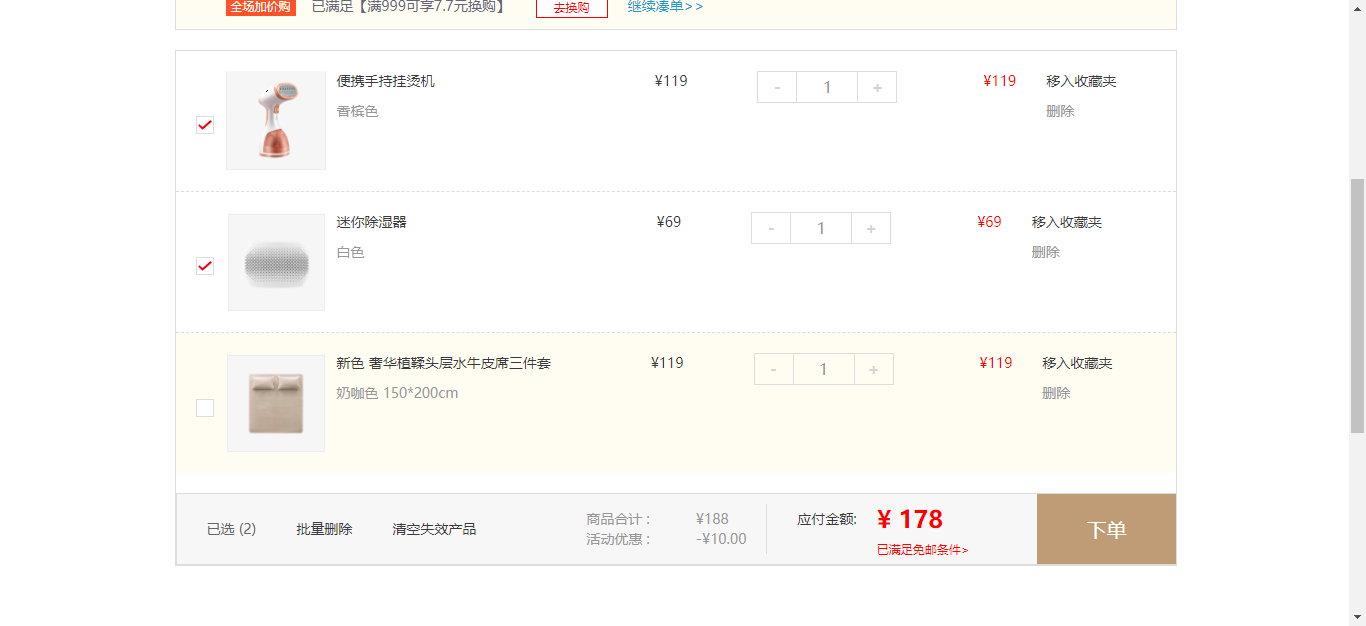 全场加价购 已满足【满999可享7.7元换购】 去换购 继续凑单>>
便携手持挂烫机 ¥119 - 1 + ¥119 移入收藏夹
香槟色 删除
迷你除湿器 ¥69 - 1 + ¥69 移入收藏夹
白色 删除
新色 奢华植鞣头层水牛皮席三件套 ¥119 - 1 + ¥119 移入收藏夹
奶咖色 150*200cm 删除
已选 (2) 批量删除 清空失效产品
商品合计 : ¥188
活动优惠 : -¥10.00
应付金额: ¥ 178
已满足免邮条件>
下单